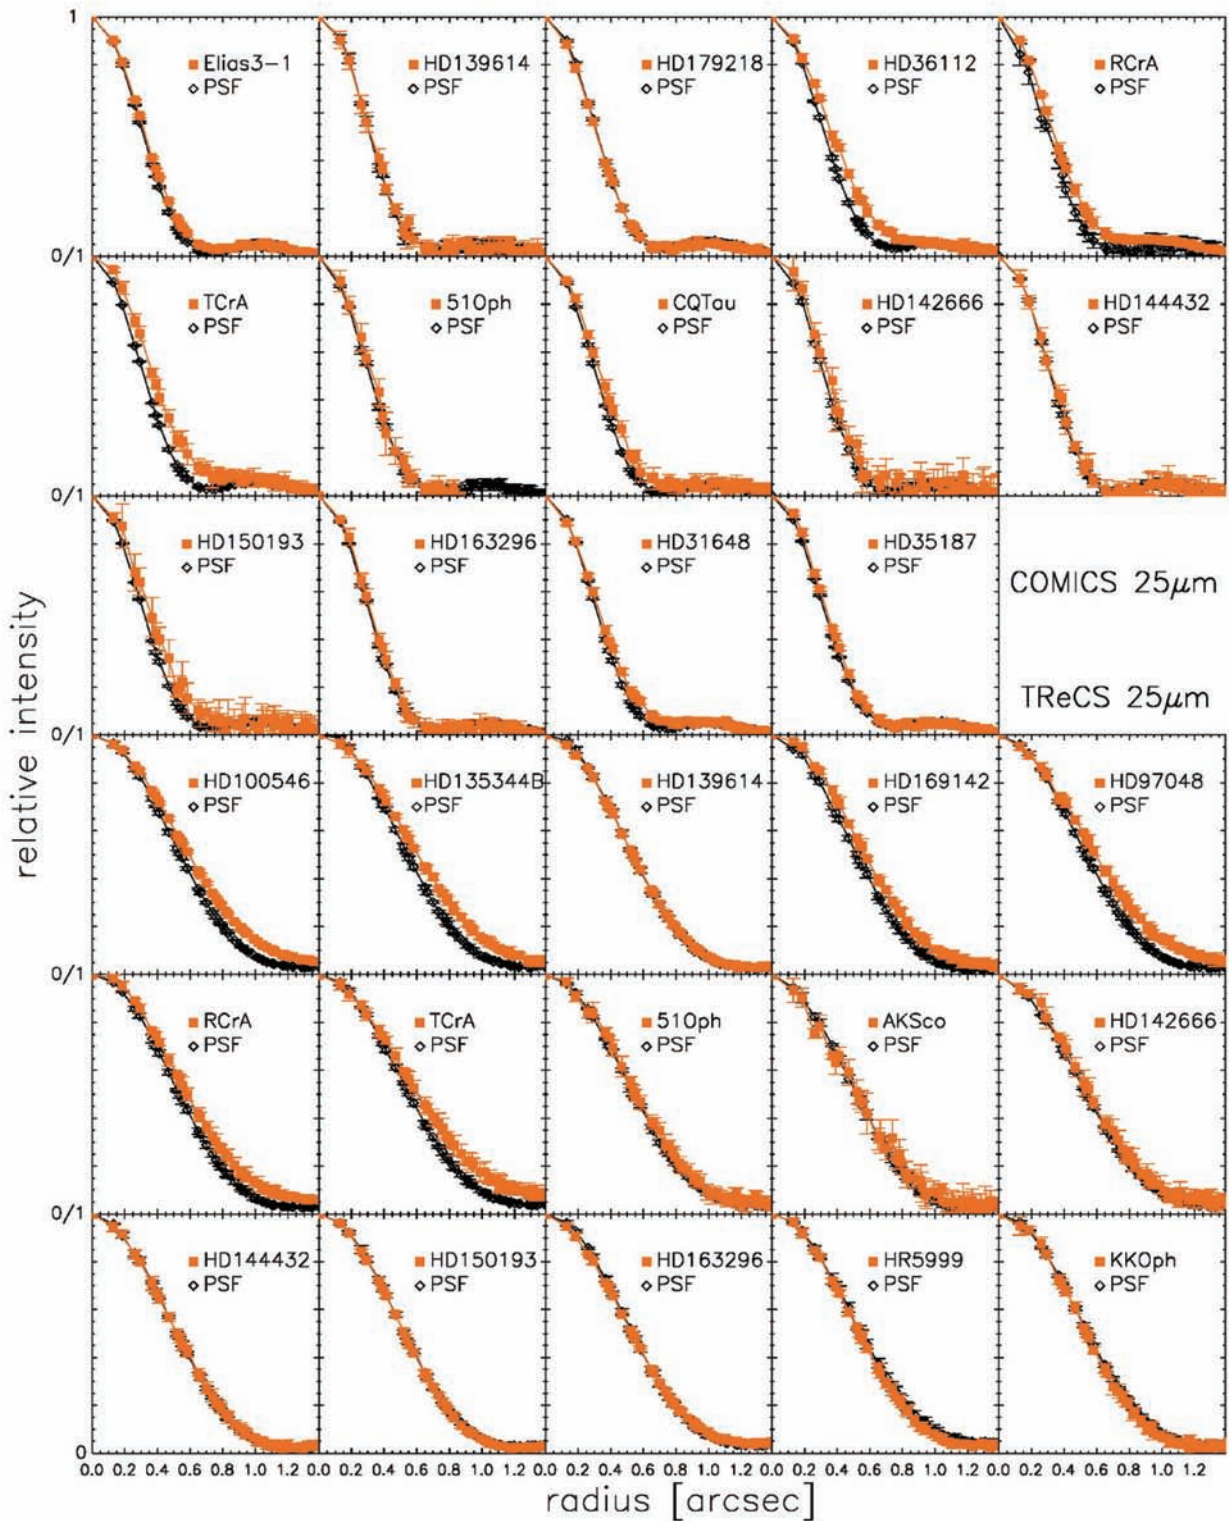 1
Elias3-1
PSF
HD139614
PSF
HD179218
PSF
HD36112
PSF
RCrA
PSF
0/1
TCrA
PSF
51Oph
PSF
CQTau
PSF
HD142666
PSF
HD144432
PSF
0/1
HD150193
PSF
HD163296
PSF
HD31648
PSF
HD35187
PSF
COMICS 25μm
TReCS 25μm
0/1
HD100546
PSF
HD135344B
PSF
HD139614
PSF
HD169142
PSF
HD97048
PSF
0/1
RCrA
PSF
TCrA
PSF
51Oph
PSF
AKSco
PSF
HD142666
PSF
0/1
HD144432
PSF
HD150193
PSF
HD163296
PSF
HR5999
PSF
KKOph
PSF
0
0.0 0.2 0.4 0.6 0.8 1.0 1.2 0.0 0.2 0.4 0.6 0.8 1.0 1.2 0.0 0.2 0.4 0.6 0.8 1.0 1.2 0.0 0.2 0.4 0.6 0.8 1.0 1.2 0.0 0.2 0.4 0.6 0.8 1.0 1.2
radius [arcsec]
relative intensity